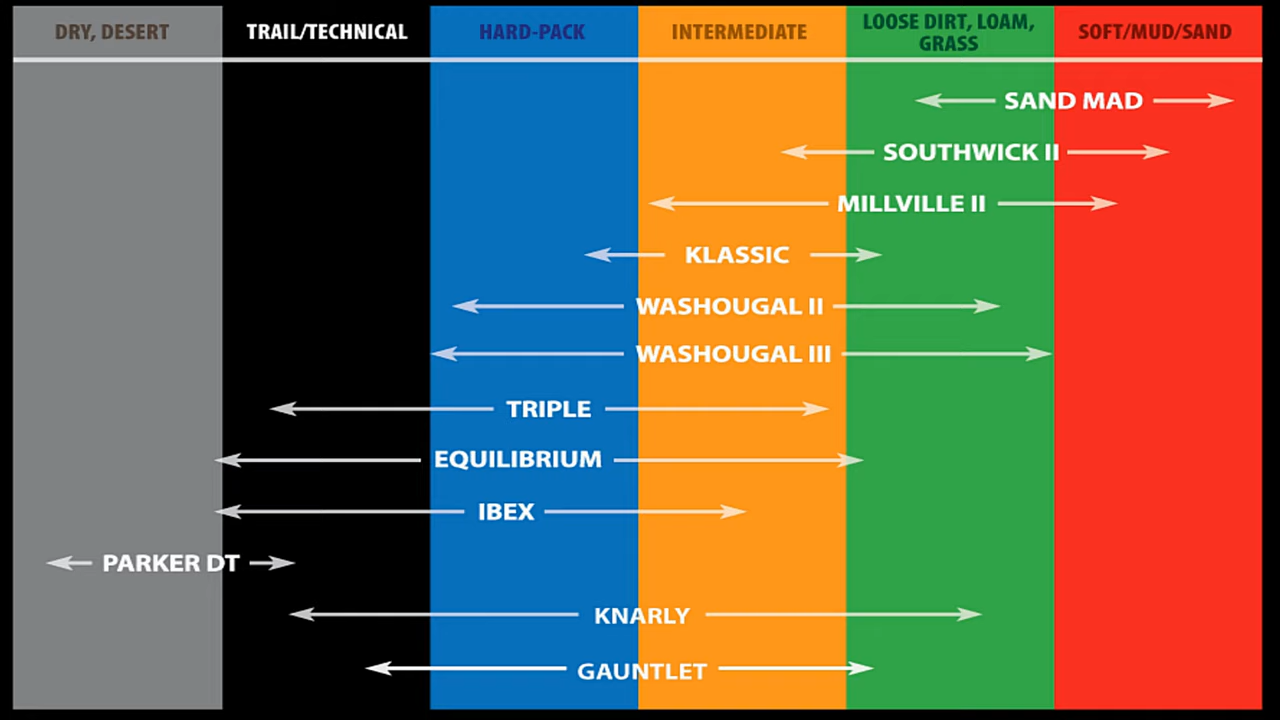 DRY, DESERT
TRAIL/TECHNICAL
HARD-PACK
INTERMEDIATE
LOOSE DIRT, LOAM,
GRASS
SOFT/MUD/SAND
SAND MAD
SOUTHWICK II
MILLVILLE II
KLASSIC
WASHOUGAL II
WASHOUGAL III
TRIPLE
EQUILIBRIUM
IBEX
PARKER DT
KNARLY
GAUNTLET